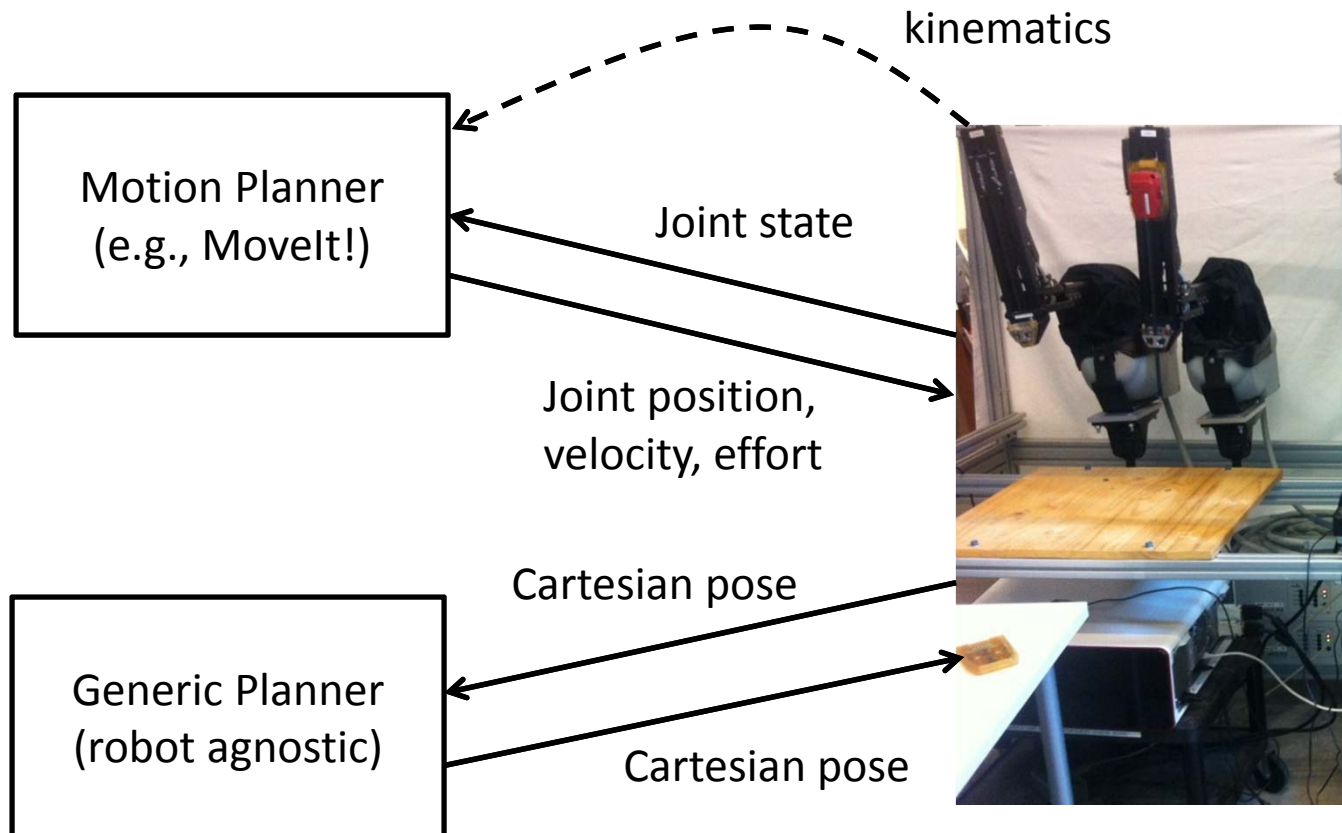 kinematics
Motion Planner
(e.g., MoveIt!)
Joint state
Joint position,
velocity, effort
Cartesian pose
Generic Planner
(robot agnostic)
Cartesian pose